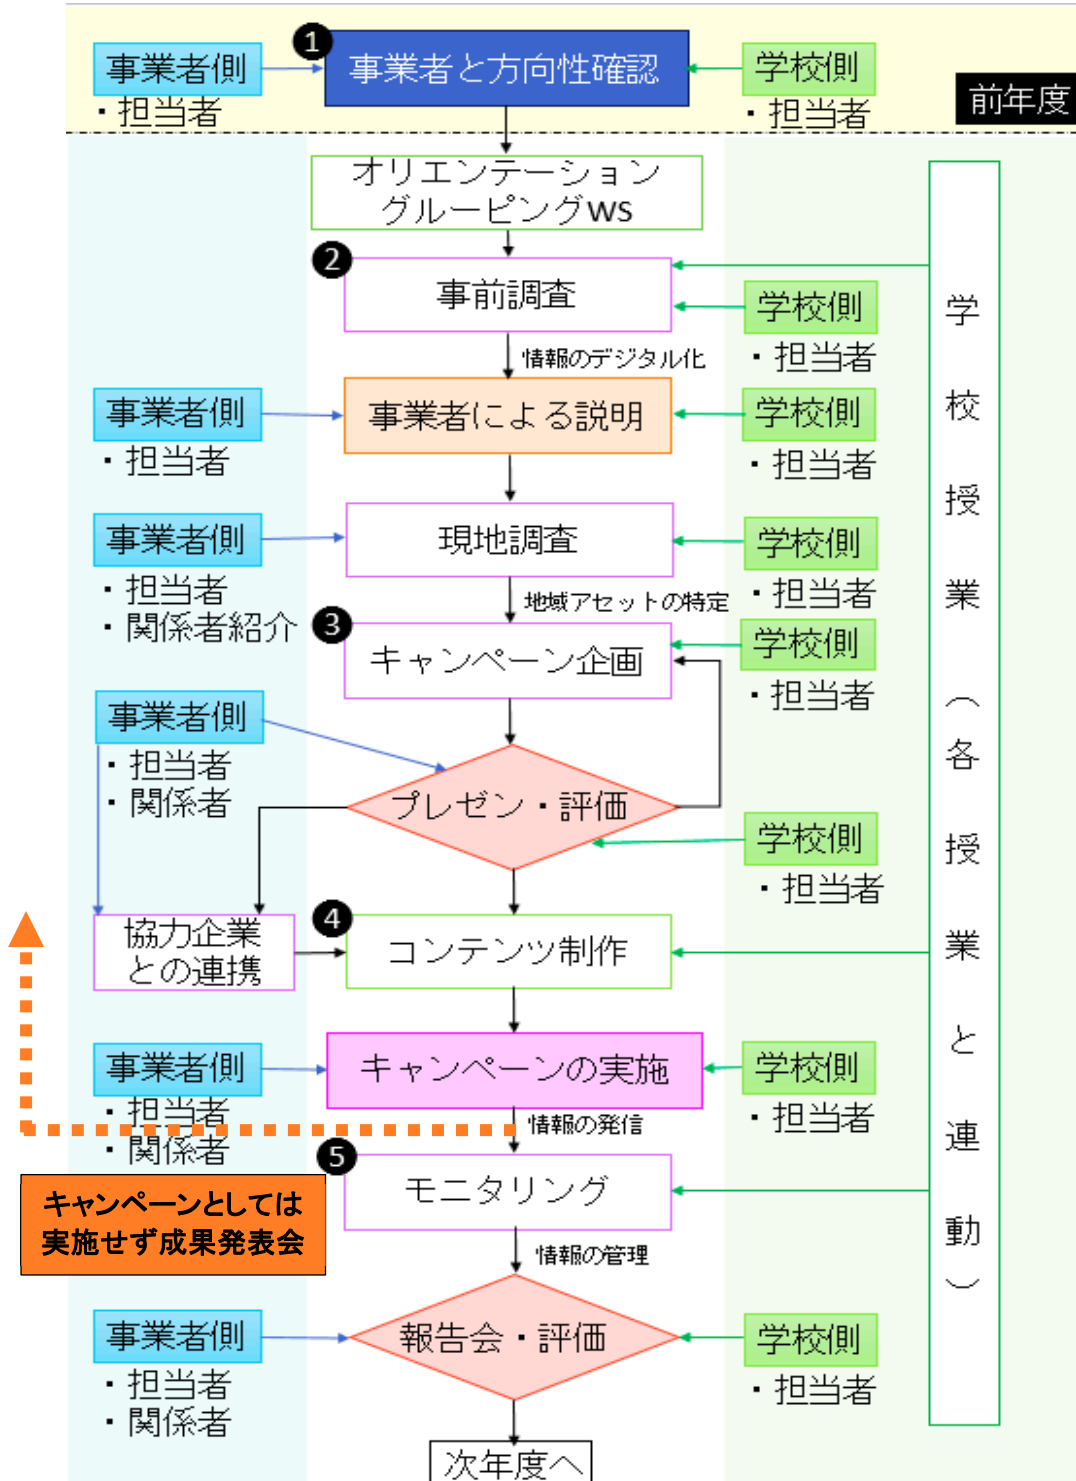 ❶
事業者側
・担当者
事業者と方向性確認
学校側
・担当者
前年度
オリエンテーション
グルーピングWS
❷
事前調査
学校側
・担当者
情報のデジタル化
事業者側
・担当者
事業者による説明
学校側
・担当者
事業者側
・担当者
・関係者紹介
現地調査
学校側
・担当者
地域アセットの特定
❸
キャンペーン企画
学校側
・担当者
事業者側
・担当者
・関係者
プレゼン・評価
学校側
・担当者
協力企業
との連携
❹
コンテンツ制作
事業者側
・担当者
・関係者
キャンペーンの実施
学校側
・担当者
情報の発信
キャンペーンとしては
実施せず成果発表会
❺
モニタリング
情報の管理
事業者側
・担当者
・関係者
報告会・評価
学校側
・担当者
次年度へ
学校授業（各授業と連動）